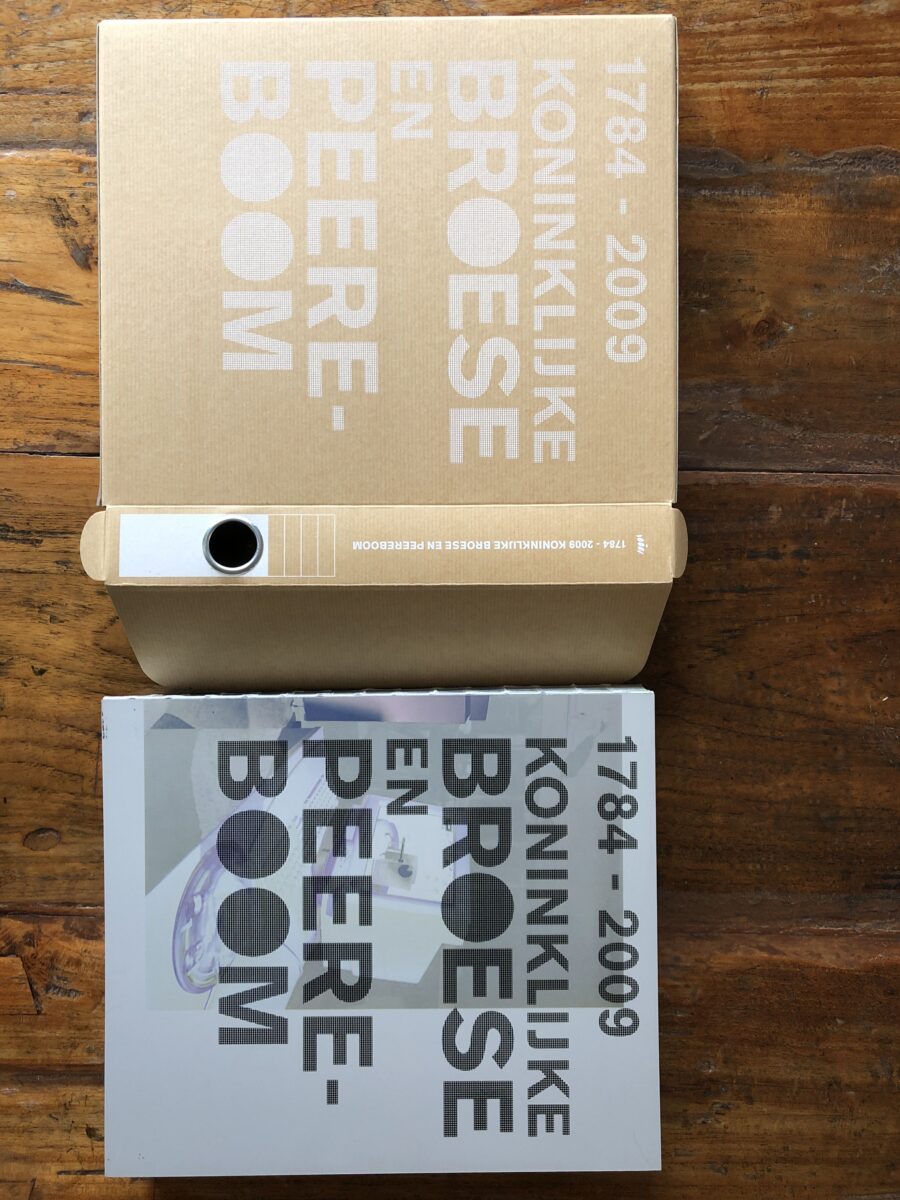 1784 - 2009
KONINKLIJKE
BROESE
EN
PEERE-
BOOM
1784 - 2009 KONINKLIJKE BROESE EN PEEREBOOM
1784 - 2009
KONINKLIJKE
BROESE
EN
PEERE-
BOOM